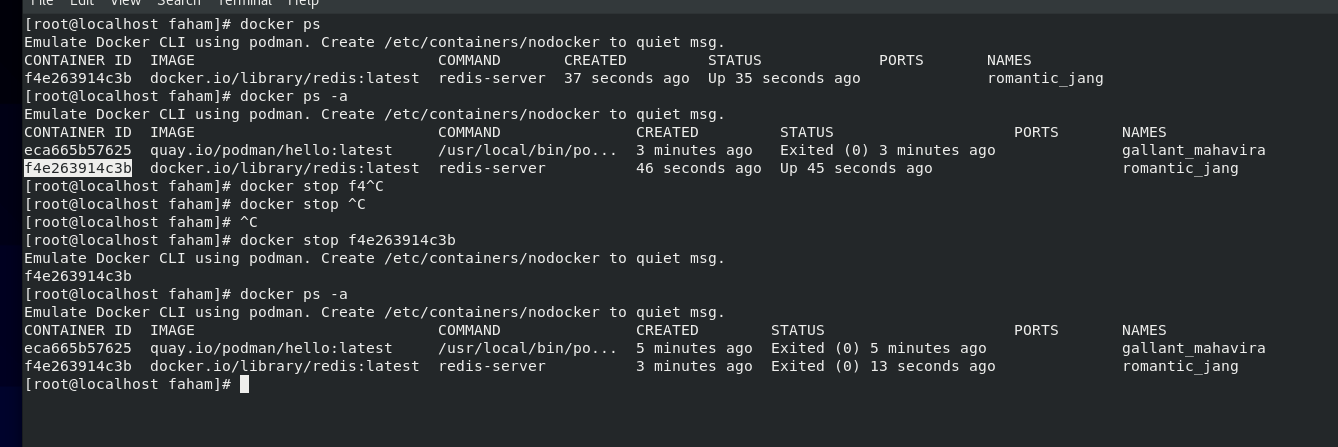 File Edit View Search Terminal Help
[root@localhost faham]# docker ps
Emulate Docker CLI using podman. Create /etc/containers/nodocker to quiet msg.
CONTAINER ID  IMAGE                           COMMAND       CREATED         STATUS             PORTS       NAMES
f4e263914c3b  docker.io/library/redis:latest  redis-server  37 seconds ago  Up 35 seconds ago              romantic_jang
[root@localhost faham]# docker ps -a
Emulate Docker CLI using podman. Create /etc/containers/nodocker to quiet msg.
CONTAINER ID  IMAGE                           COMMAND               CREATED         STATUS                    PORTS       NAMES
eca665b57625  quay.io/podman/hello:latest     /usr/local/bin/po...  3 minutes ago   Exited (0) 3 minutes ago              gallant_mahavira
f4e263914c3b  docker.io/library/redis:latest  redis-server          46 seconds ago  Up 45 seconds ago                     romantic_jang
[root@localhost faham]# docker stop f4^C
[root@localhost faham]# docker stop ^C
[root@localhost faham]# ^C
[root@localhost faham]# docker stop f4e263914c3b
Emulate Docker CLI using podman. Create /etc/containers/nodocker to quiet msg.
f4e263914c3b
[root@localhost faham]# docker ps -a
Emulate Docker CLI using podman. Create /etc/containers/nodocker to quiet msg.
CONTAINER ID  IMAGE                           COMMAND               CREATED        STATUS                     PORTS       NAMES
eca665b57625  quay.io/podman/hello:latest     /usr/local/bin/po...  5 minutes ago  Exited (0) 5 minutes ago               gallant_mahavira
f4e263914c3b  docker.io/library/redis:latest  redis-server          3 minutes ago  Exited (0) 13 seconds ago              romantic_jang
[root@localhost faham]#